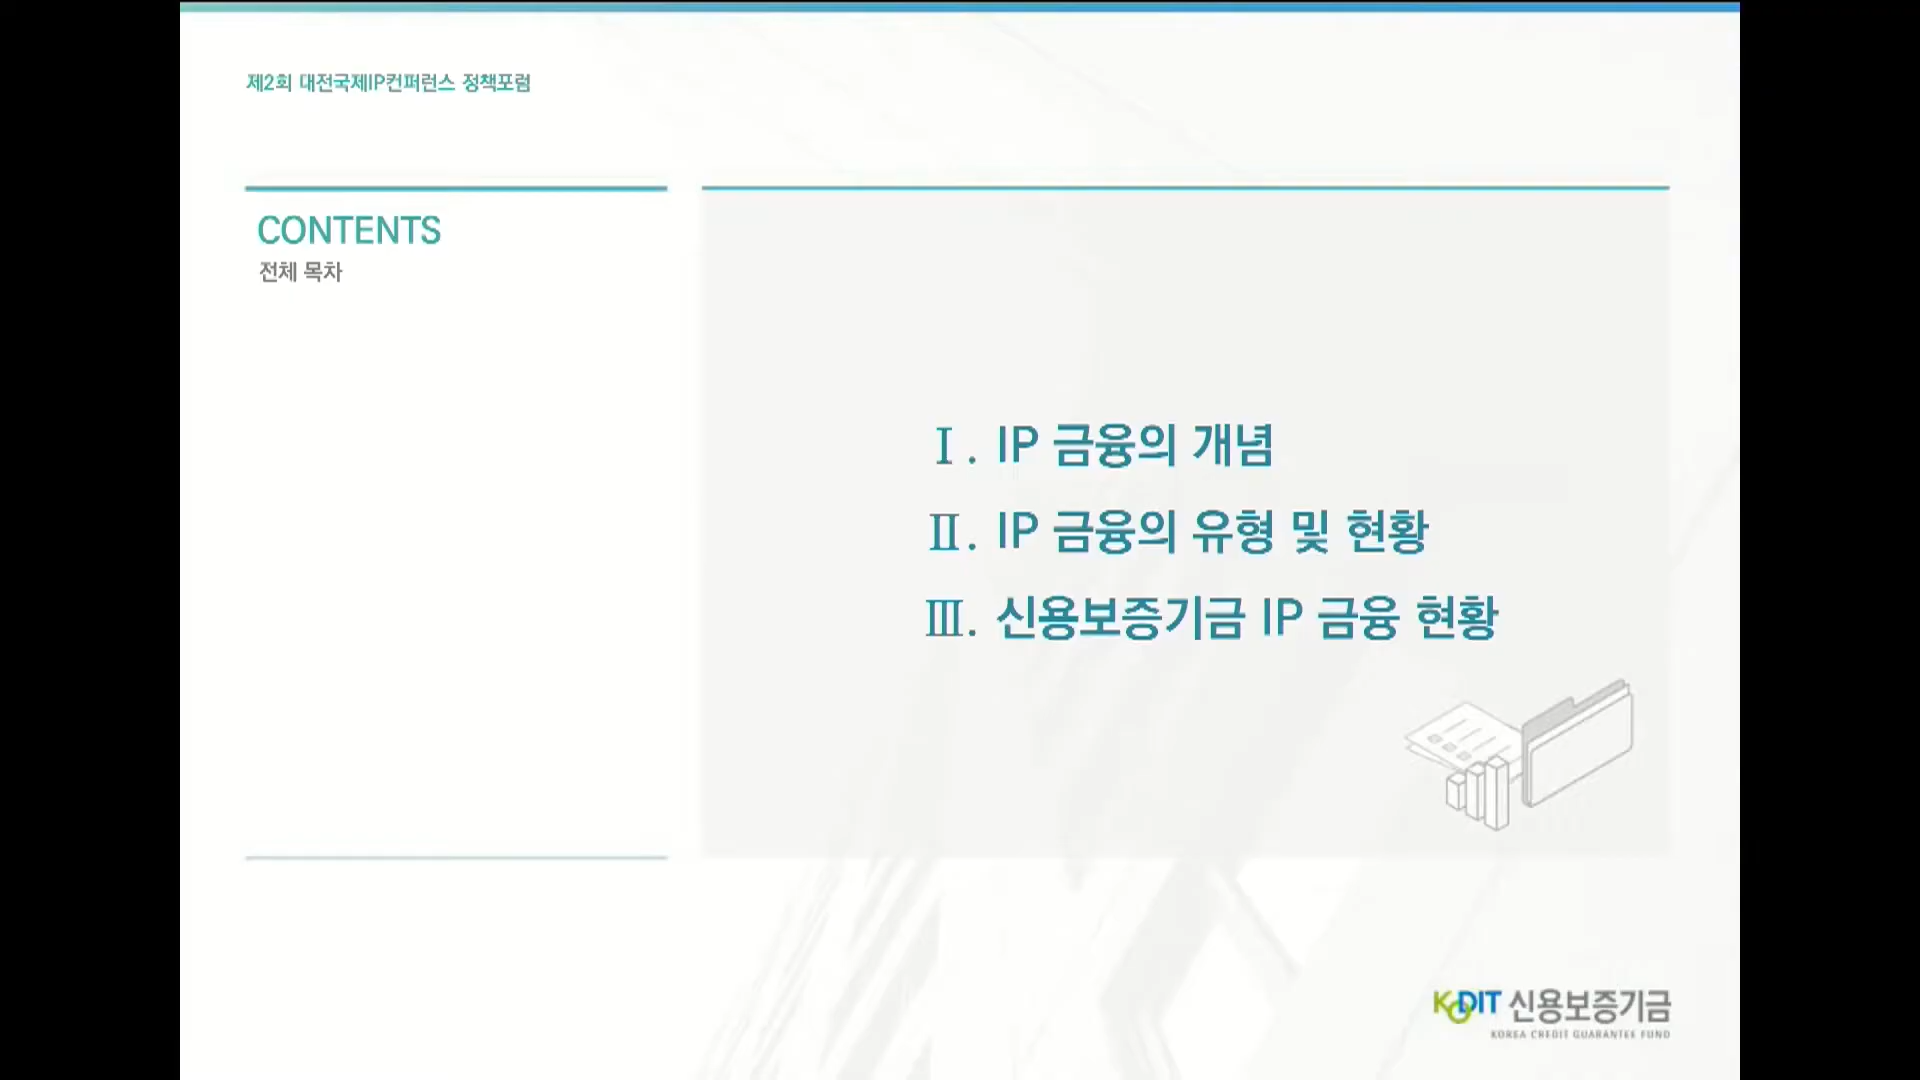 제2회 대전국제IP컨퍼런스 정책포럼
CONTENTS
전체 목차
Ⅰ. IP 금융의 개념
Ⅱ. IP 금융의 유형 및 현황
Ⅲ. 신용보증기금 IP 금융 현황
KODIT 신용보증기금
KOREA CREDIT GUARANTEE FUND